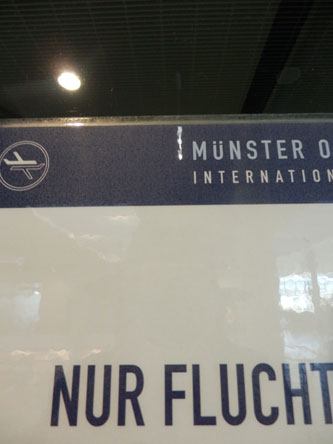 MÜNSTER O
INTERNATION
NUR FLUCHT